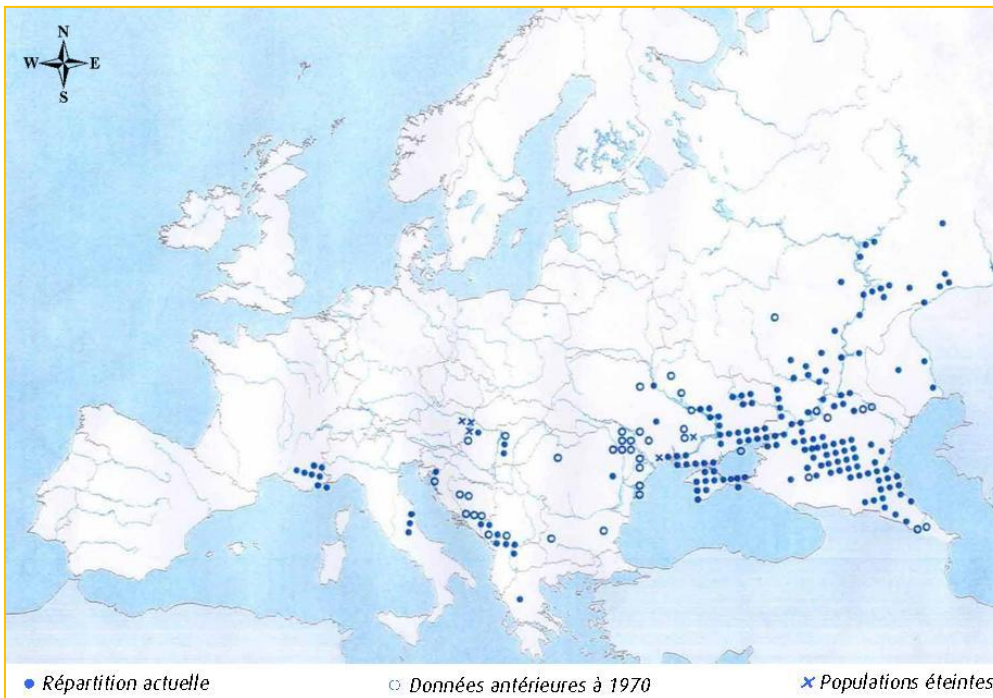 N
W E
S
Répartition actuelle
Données antérieures à 1970
Populations éteintes